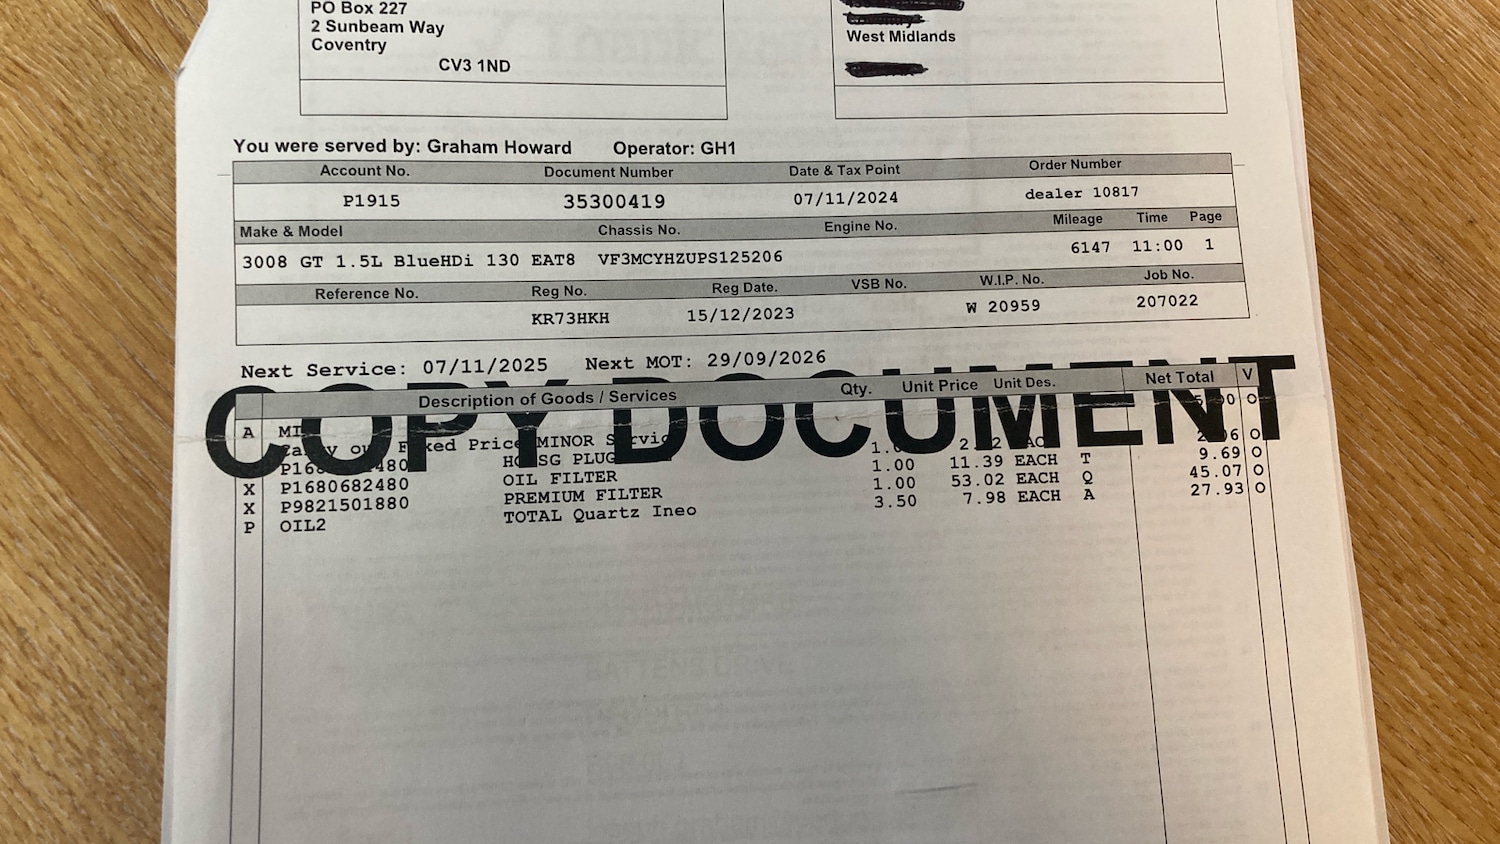 PO Box 227
2 Sunbeam Way
Coventry
CV3 1ND
West Midlands
You were served by: Graham Howard Operator: GH1
Account No. Document Number Date & Tax Point Order Number
P1915 35300419 07/11/2024 dealer 10817
Make & Model Chassis No. Engine No. Mileage Time Page
3008 GT 1.5L BlueHDi 130 EAT8 VF3MCYHZUPS125206 6147 11:00 1
Reference No. Reg No. Reg Date. VSB No. W.I.P. No. Job No.
KR73HKH 15/12/2023 W 20959 207022
Next Service: 07/11/2025 Next MOT: 29/09/2026
COPY DOCUMENT
Description of Goods / Services Qty. Unit Price Unit Des. Net Total V
O
A
Carry out Fixed Price MINOR Service
PLUG O
X P1680682480 OIL FILTER 1.00 11.39 EACH T 9.69 O
X P9821501880 PREMIUM FILTER 1.00 53.02 EACH Q 45.07 O
P OIL2 TOTAL Quartz Ineo 3.50 7.98 EACH A 27.93 O